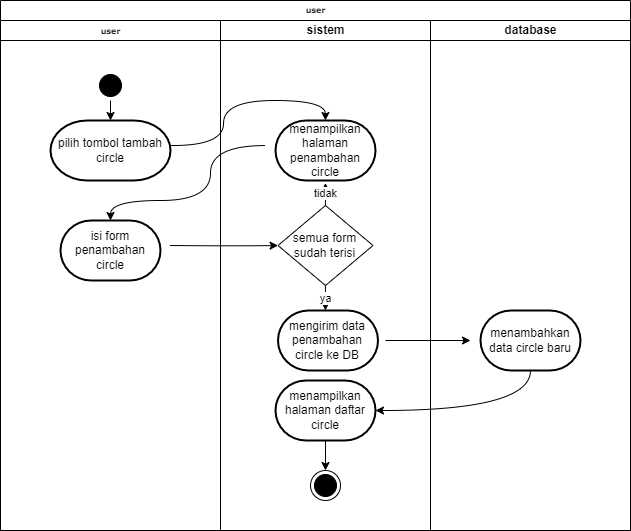 user
user
sistem
database
pilih tombol tambah
circle
menampilkan
halaman
penambahan
circle
tidak
isi form
penambahan
circle
semua form
sudah terisi
ya
mengirim data
penambahan
circle ke DB
menambahkan
data circle baru
menampilkan
halaman daftar
circle